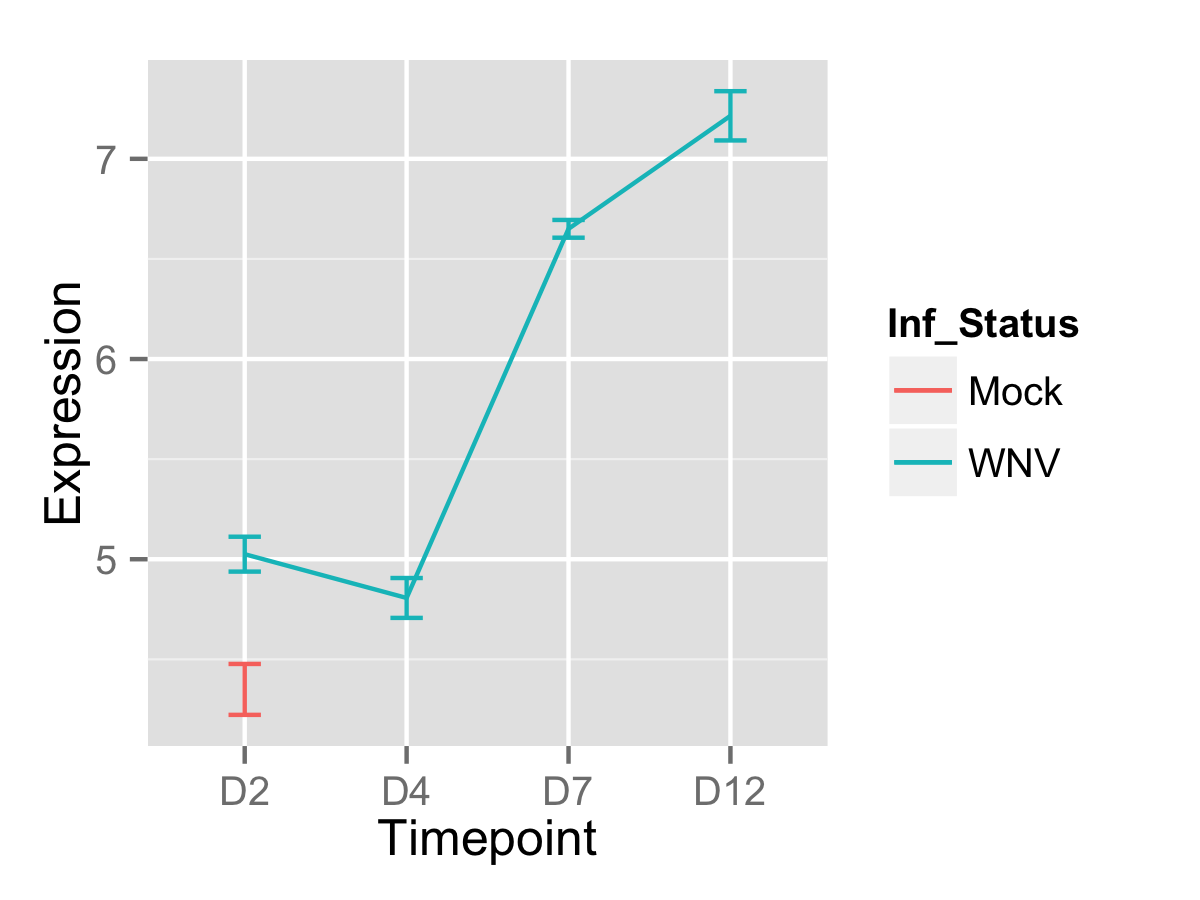 7
6
5
Expression
D2 D4 D7 D12
Timepoint
Inf_Status
Mock
WNV